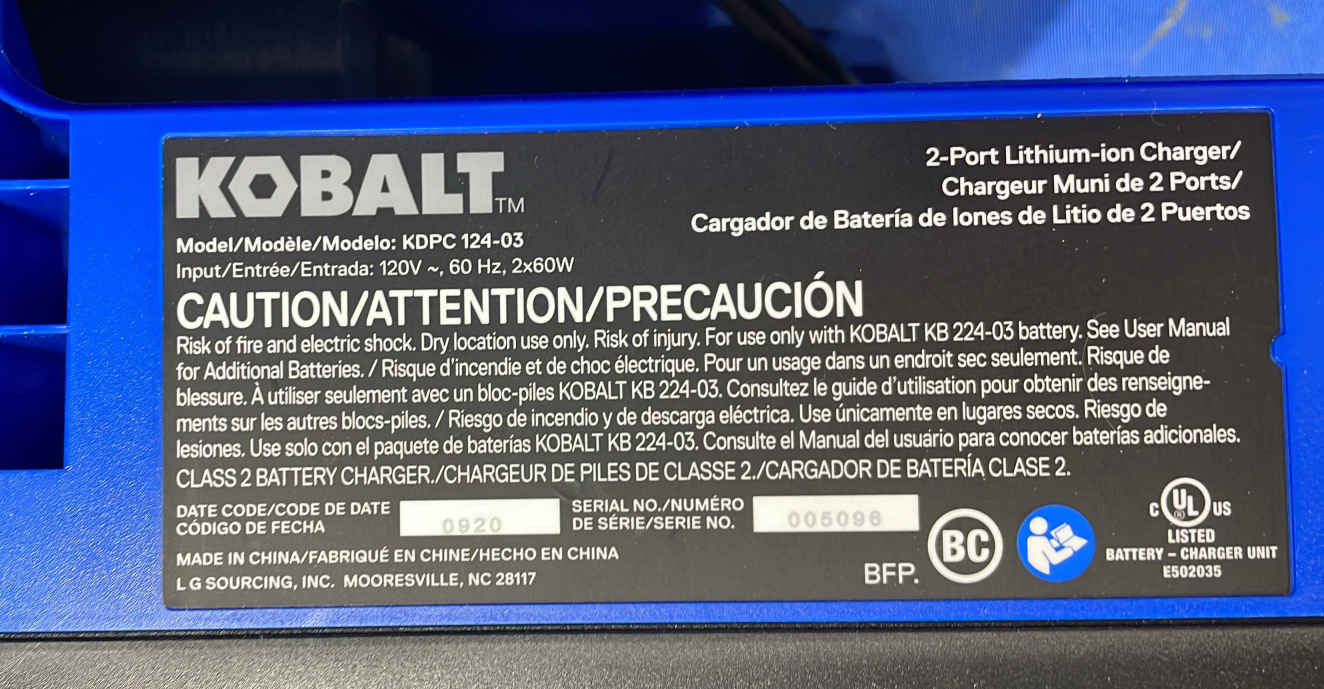 KOBALT™
2-Port Lithium-ion Charger/
Chargeur Muni de 2 Ports/
Cargador de Batería de Iones de Litio de 2 Puertos
Model/Modèle/Modelo: KDPC 124-03
Input/Entrée/Entrada: 120V ~, 60 Hz, 2x60W
CAUTION/ATTENTION/PRECAUCIÓN
Risk of fire and electric shock. Dry location use only. Risk of injury. For use only with KOBALT KB 224-03 battery. See User Manual
for Additional Batteries. / Risque d'incendie et de choc électrique. Pour un usage dans un endroit sec seulement. Risque de
blessure. À utiliser seulement avec un bloc-piles KOBALT KB 224-03. Consultez le guide d'utilisation pour obtenir des renseigne-
ments sur les autres blocs-piles. / Riesgo de incendio y de descarga eléctrica. Use únicamente en lugares secos. Riesgo de
lesiones. Use solo con el paquete de baterías KOBALT KB 224-03. Consulte el Manual del usuario para conocer baterías adicionales.
CLASS 2 BATTERY CHARGER./CHARGEUR DE PILES DE CLASSE 2./CARGADOR DE BATERÍA CLASE 2.
DATE CODE/CODE DE DATE
CÓDIGO DE FECHA
0920
SERIAL NO./NUMÉRO
DE SÉRIE/SERIE NO.
005096
MADE IN CHINA/FABRIQUÉ EN CHINE/HECHO EN CHINA
L G SOURCING, INC. MOORESVILLE, NC 28117
BFP.
BC
C UL US
LISTED
BATTERY – CHARGER UNIT
E502035